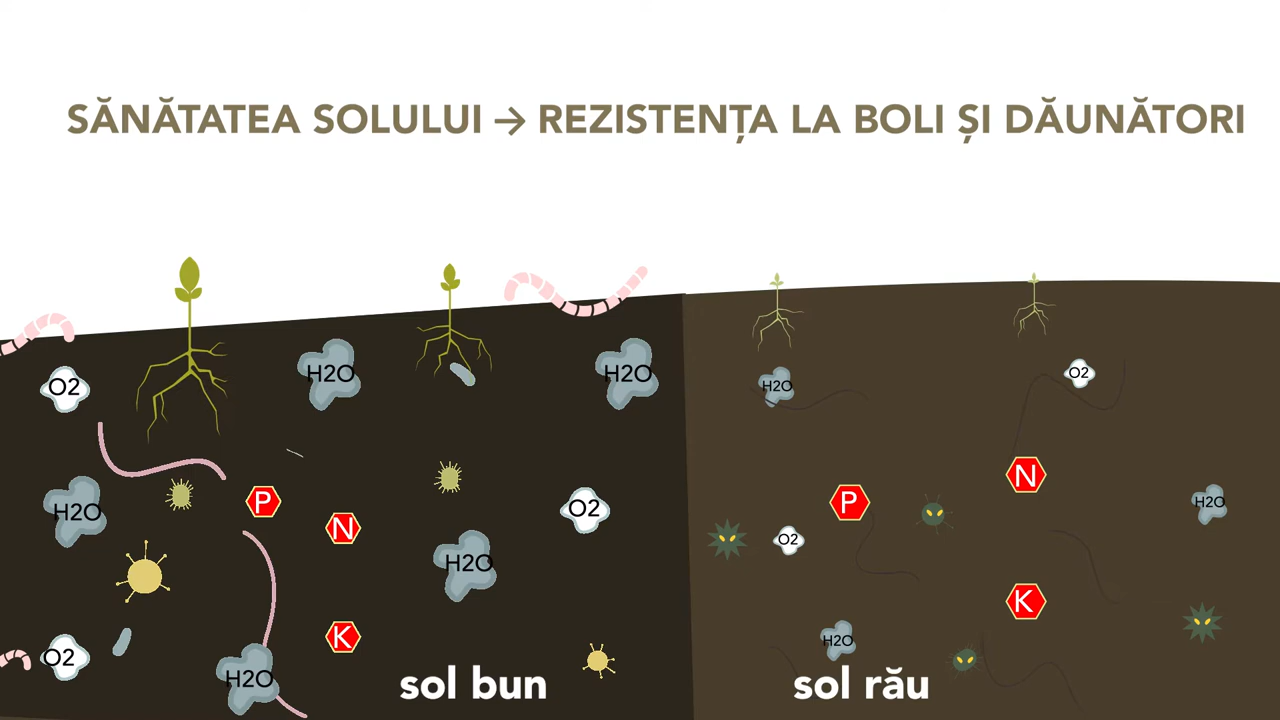 SĂNĂTATEA SOLULUI → REZISTENȚA LA BOLI ȘI DĂUNĂTORI
O2
H2O
H2O
H2O
O2
H2O
P
N
O2
H2O
K
O2
H2O
N
P
H2O
O2
K
H2O
H2O
sol bun
sol rău